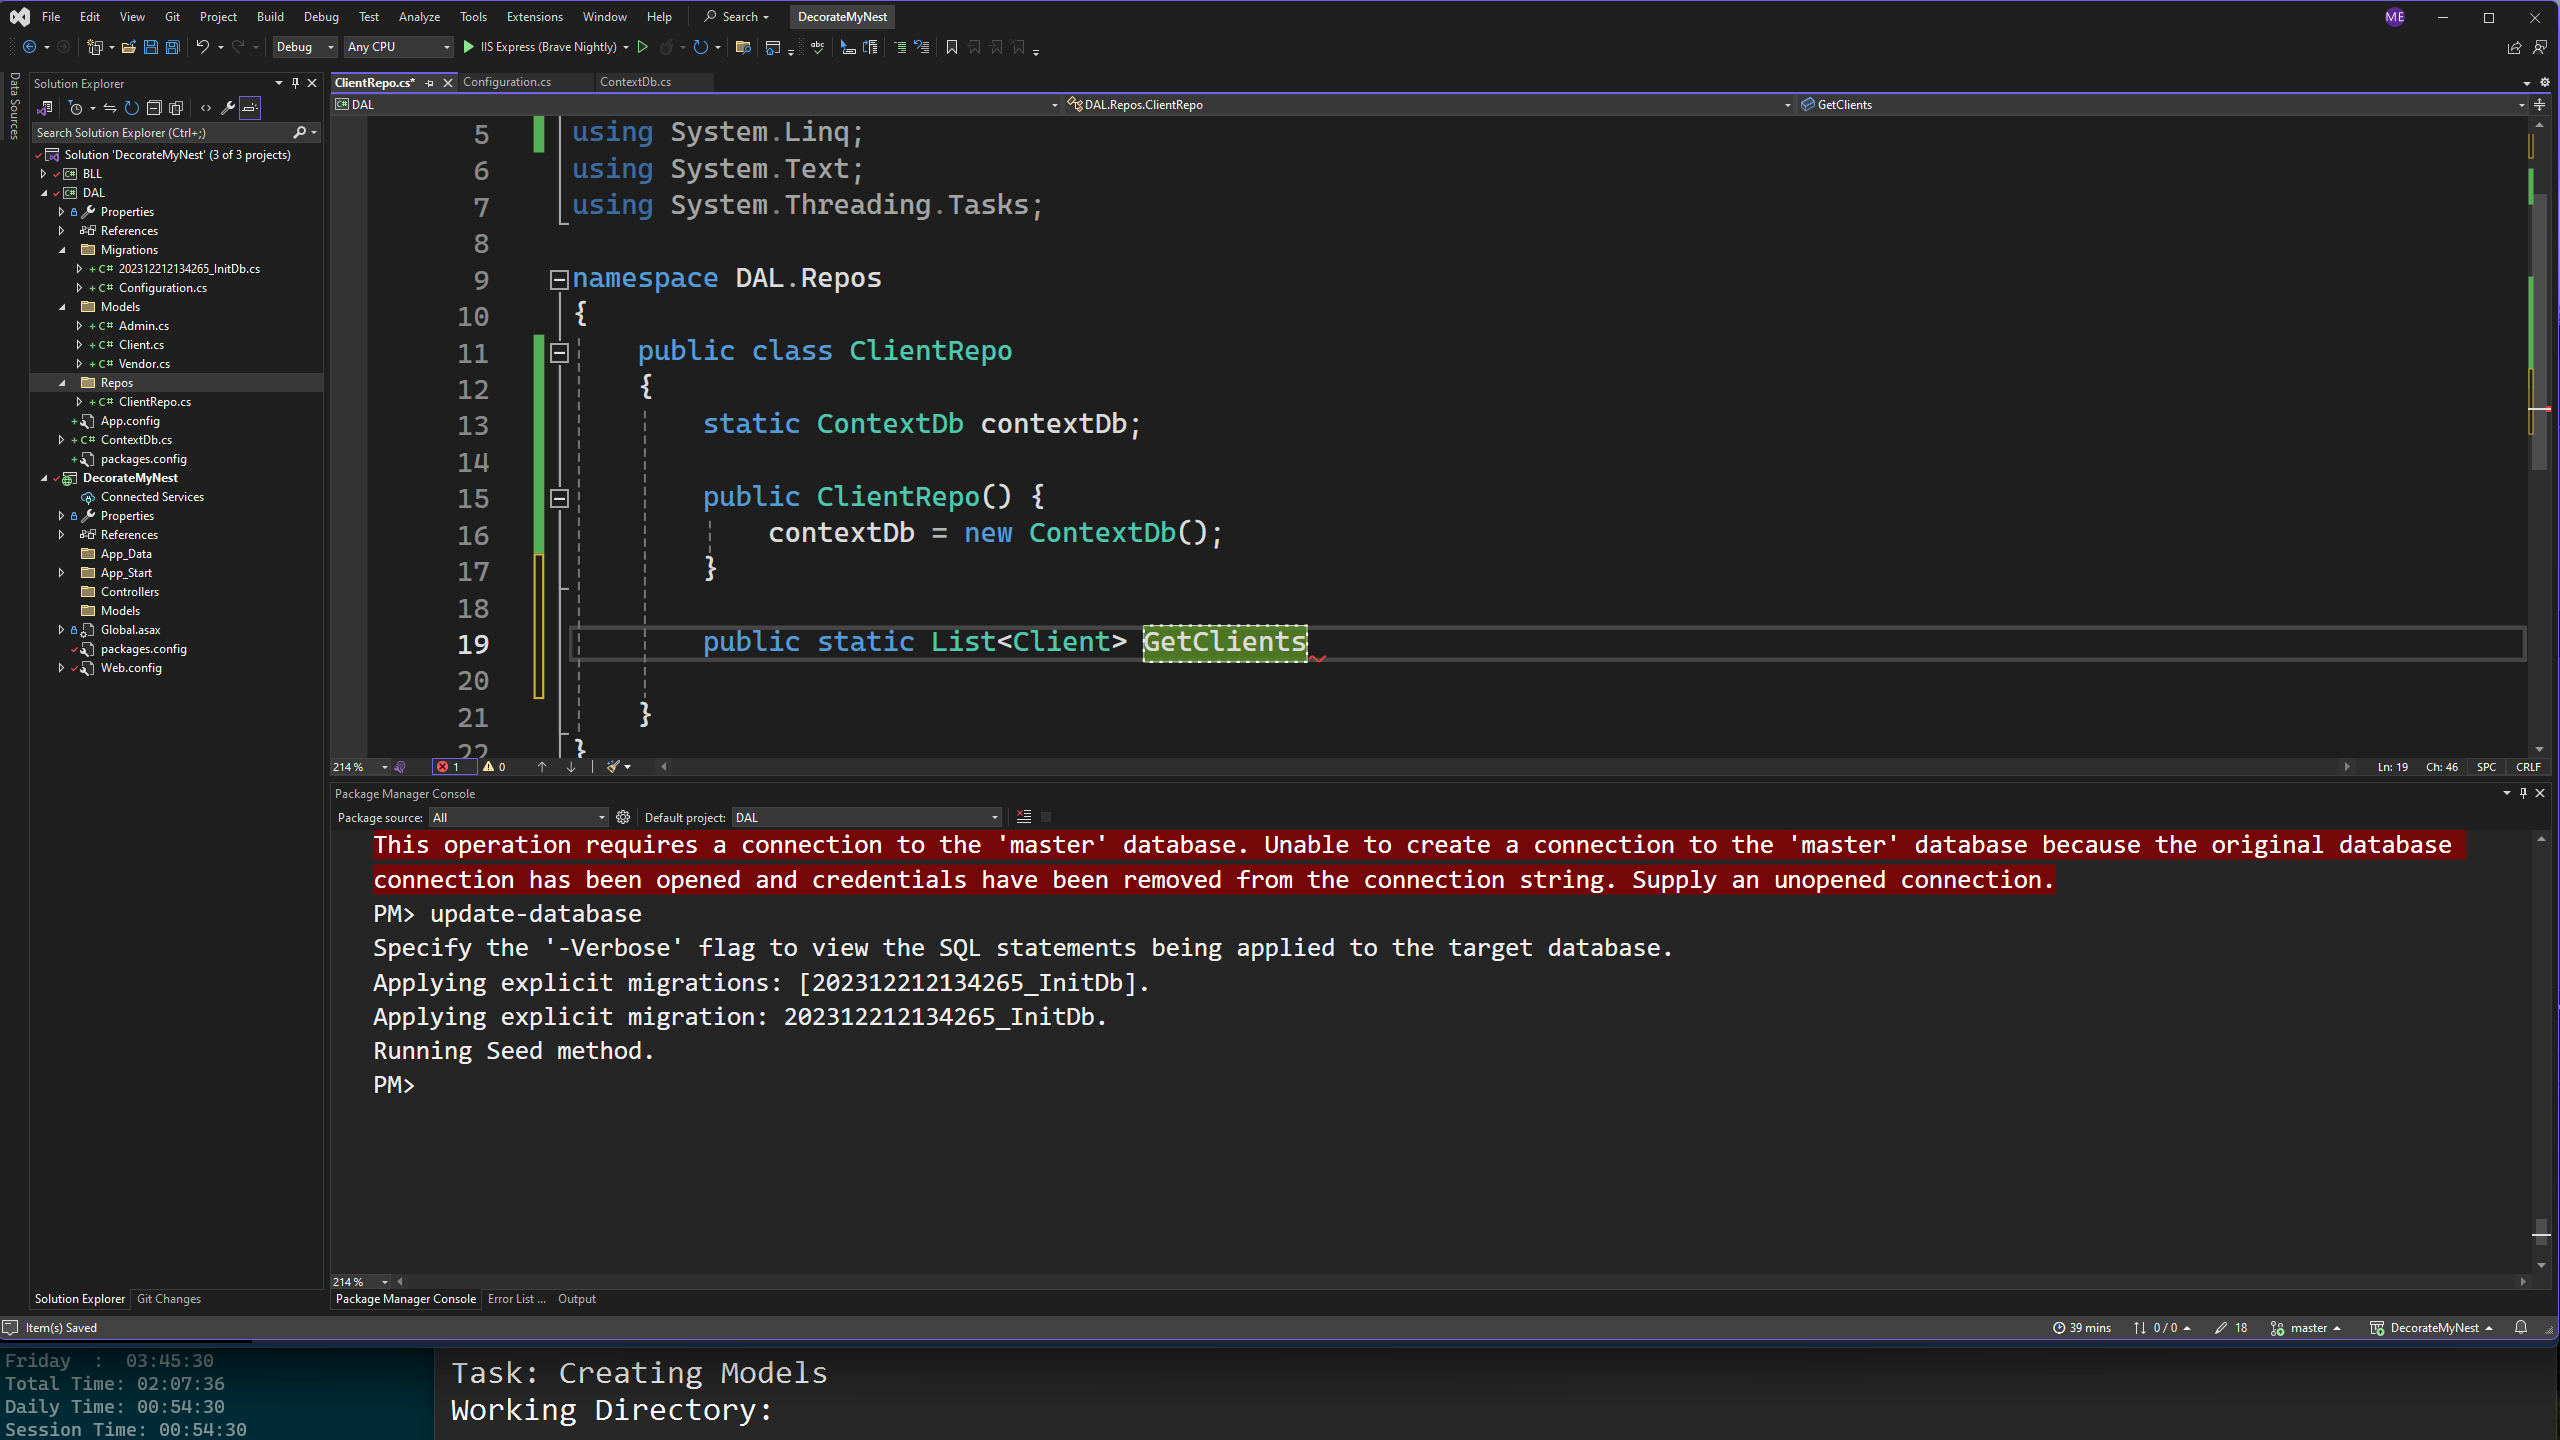 File Edit View Git Project Build Debug Test Analyze Tools Extensions Window Help Search DecorateMyNest ME
Debug Any CPU IIS Express (Brave Nightly)
Data Sources
Solution Explorer
Search Solution Explorer (Ctrl+;)
Solution 'DecorateMyNest' (3 of 3 projects)
BLL
DAL
Properties
References
Migrations
202312212134265_InitDb.cs
Configuration.cs
Models
Admin.cs
Client.cs
Vendor.cs
Repos
ClientRepo.cs
App.config
ContextDb.cs
packages.config
DecorateMyNest
Connected Services
Properties
References
App_Data
App_Start
Controllers
Models
Global.asax
packages.config
Web.config
Solution Explorer Git Changes
ClientRepo.cs* Configuration.cs ContextDb.cs
DAL DAL.Repos.ClientRepo GetClients
5 using System.Linq;
6 using System.Text;
7 using System.Threading.Tasks;
8
9 namespace DAL.Repos
10 {
11 public class ClientRepo
12 {
13 static ContextDb contextDb;
14
15 public ClientRepo() {
16 contextDb = new ContextDb();
17 }
18
19 public static List<Client> GetClients
20
21 }
22 }
214 % 1 0 Ln: 19 Ch: 46 SPC CRLF
Package Manager Console
Package source: All Default project: DAL
This operation requires a connection to the 'master' database. Unable to create a connection to the 'master' database because the original database
connection has been opened and credentials have been removed from the connection string. Supply an unopened connection.
PM> update-database
Specify the '-Verbose' flag to view the SQL statements being applied to the target database.
Applying explicit migrations: [202312212134265_InitDb].
Applying explicit migration: 202312212134265_InitDb.
Running Seed method.
PM>
214 %
Package Manager Console Error List ... Output
Item(s) Saved 39 mins 0 / 0 18 master DecorateMyNest
Friday : 03:45:30
Total Time: 02:07:36
Daily Time: 00:54:30
Session Time: 00:54:30
Task: Creating Models
Working Directory: